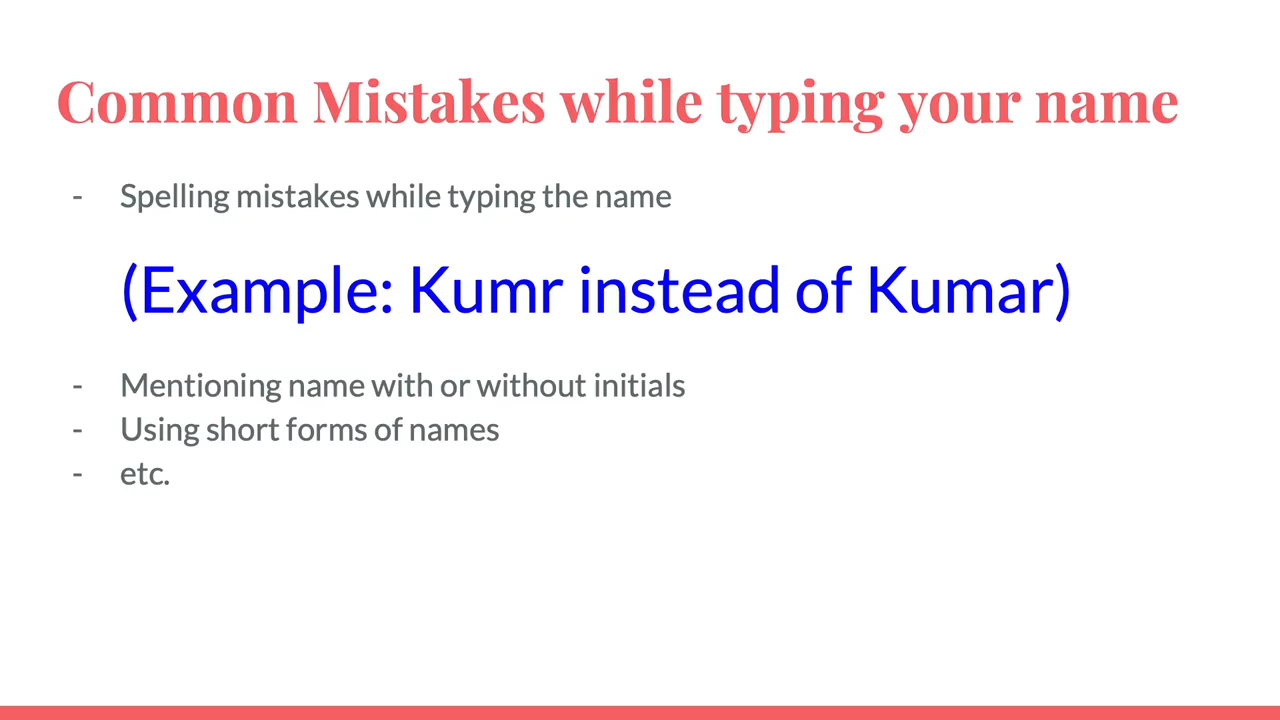 Common Mistakes while typing your name
- Spelling mistakes while typing the name
(Example: Kumr instead of Kumar)
- Mentioning name with or without initials
- Using short forms of names
- etc.